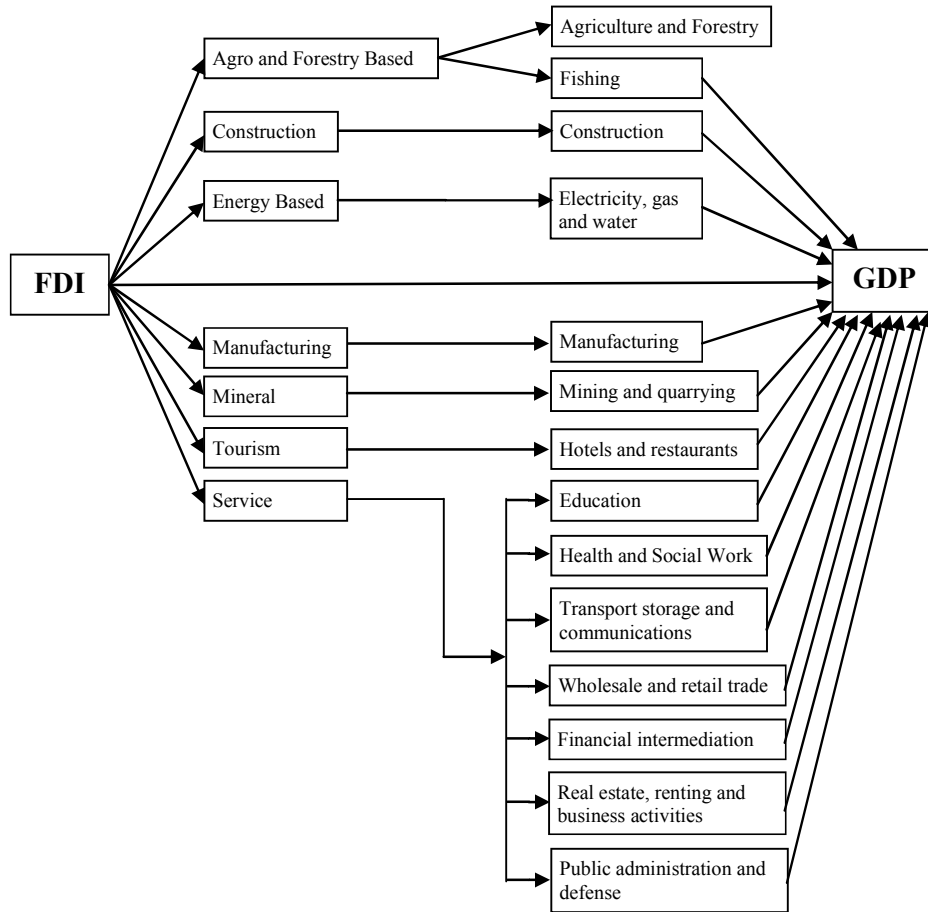 Agriculture and Forestry
Agro and Forestry Based
Fishing
Construction
Construction
Energy Based
Electricity, gas
and water
FDI
GDP
Manufacturing
Manufacturing
Mineral
Mining and quarrying
Tourism
Hotels and restaurants
Service
Education
Health and Social Work
Transport storage and
communications
Wholesale and retail trade
Financial intermediation
Real estate, renting and
business activities
Public administration and
defense